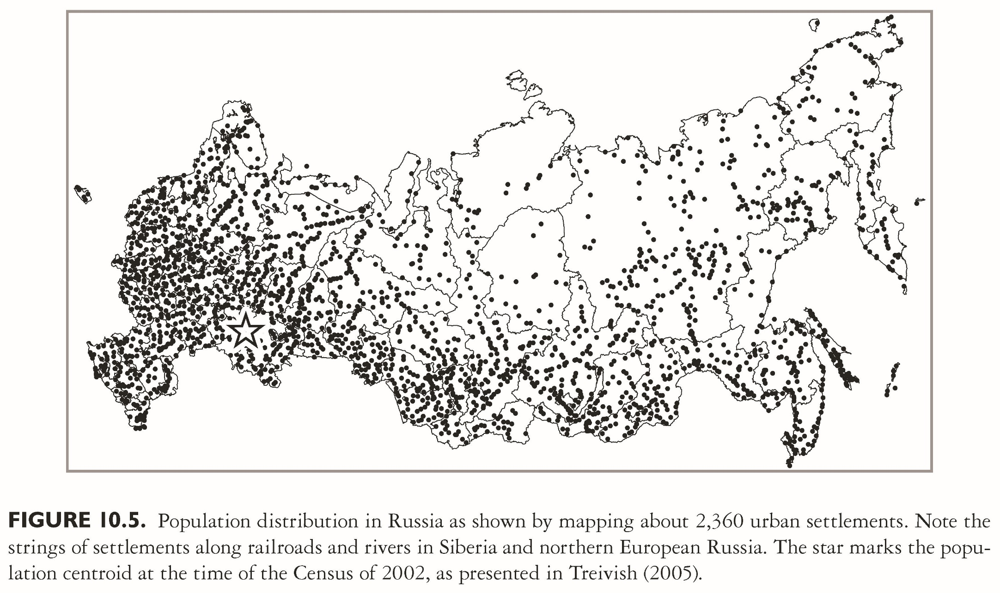 FIGURE 10.5. Population distribution in Russia as shown by mapping about 2,360 urban settlements. Note the
strings of settlements along railroads and rivers in Siberia and northern European Russia. The star marks the popu-
lation centroid at the time of the Census of 2002, as presented in Treivish (2005).